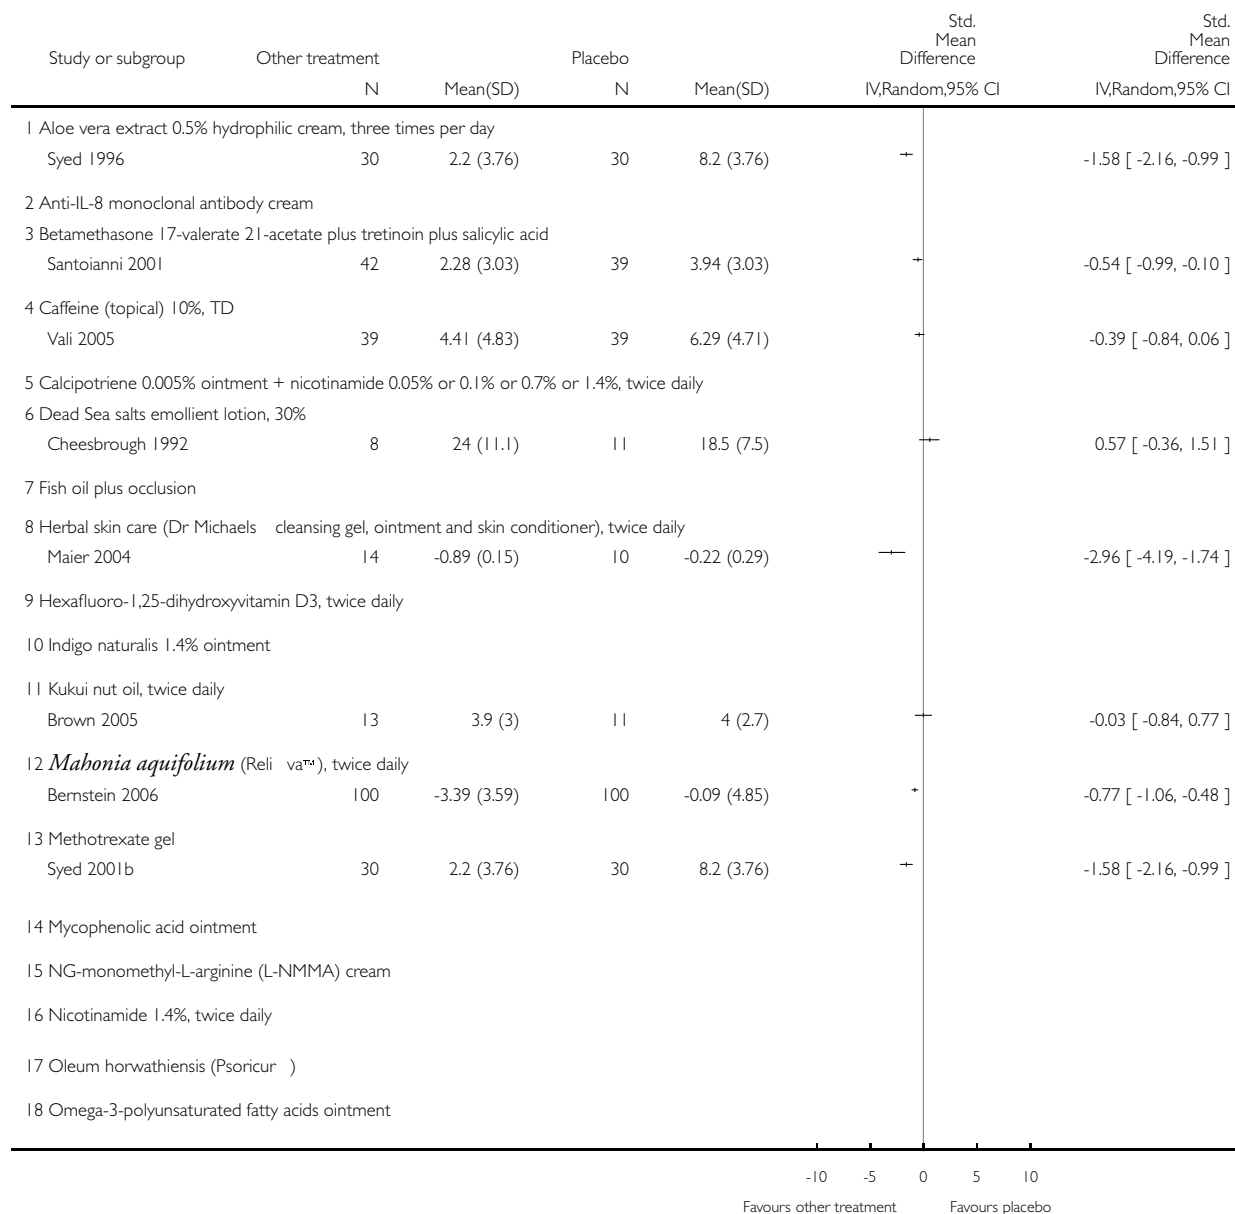 Std. Mean Difference
Std. Mean Difference
Study or subgroup Other treatment Placebo
N Mean(SD) N Mean(SD) IV,Random,95% CI IV,Random,95% CI
1 Aloe vera extract 0.5% hydrophilic cream, three times per day
Syed 1996 30 2.2 (3.76) 30 8.2 (3.76) -1.58 [ -2.16, -0.99 ]
2 Anti-IL-8 monoclonal antibody cream
3 Betamethasone 17-valerate 21-acetate plus tretinoin plus salicylic acid
Santoianni 2001 42 2.28 (3.03) 39 3.94 (3.03) -0.54 [ -0.99, -0.10 ]
4 Caffeine (topical) 10%, TD
Vali 2005 39 4.41 (4.83) 39 6.29 (4.71) -0.39 [ -0.84, 0.06 ]
5 Calcipotriene 0.005% ointment + nicotinamide 0.05% or 0.1% or 0.7% or 1.4%, twice daily
6 Dead Sea salts emollient lotion, 30%
Cheesbrough 1992 8 24 (11.1) 11 18.5 (7.5) 0.57 [ -0.36, 1.51 ]
7 Fish oil plus occlusion
8 Herbal skin care (Dr Michaels cleansing gel, ointment and skin conditioner), twice daily
Maier 2004 14 -0.89 (0.15) 10 -0.22 (0.29) -2.96 [ -4.19, -1.74 ]
9 Hexafluoro-1,25-dihydroxyvitamin D3, twice daily
10 Indigo naturalis 1.4% ointment
11 Kukui nut oil, twice daily
Brown 2005 13 3.9 (3) 11 4 (2.7) -0.03 [ -0.84, 0.77 ]
12 Mahonia aquifolium (Reli va™), twice daily
Bernstein 2006 100 -3.39 (3.59) 100 -0.09 (4.85) -0.77 [ -1.06, -0.48 ]
13 Methotrexate gel
Syed 2001b 30 2.2 (3.76) 30 8.2 (3.76) -1.58 [ -2.16, -0.99 ]
14 Mycophenolic acid ointment
15 NG-monomethyl-L-arginine (L-NMMA) cream
16 Nicotinamide 1.4%, twice daily
17 Oleum horwathiensis (Psoricur )
18 Omega-3-polyunsaturated fatty acids ointment
-10 -5 0 5 10
Favours other treatment Favours placebo